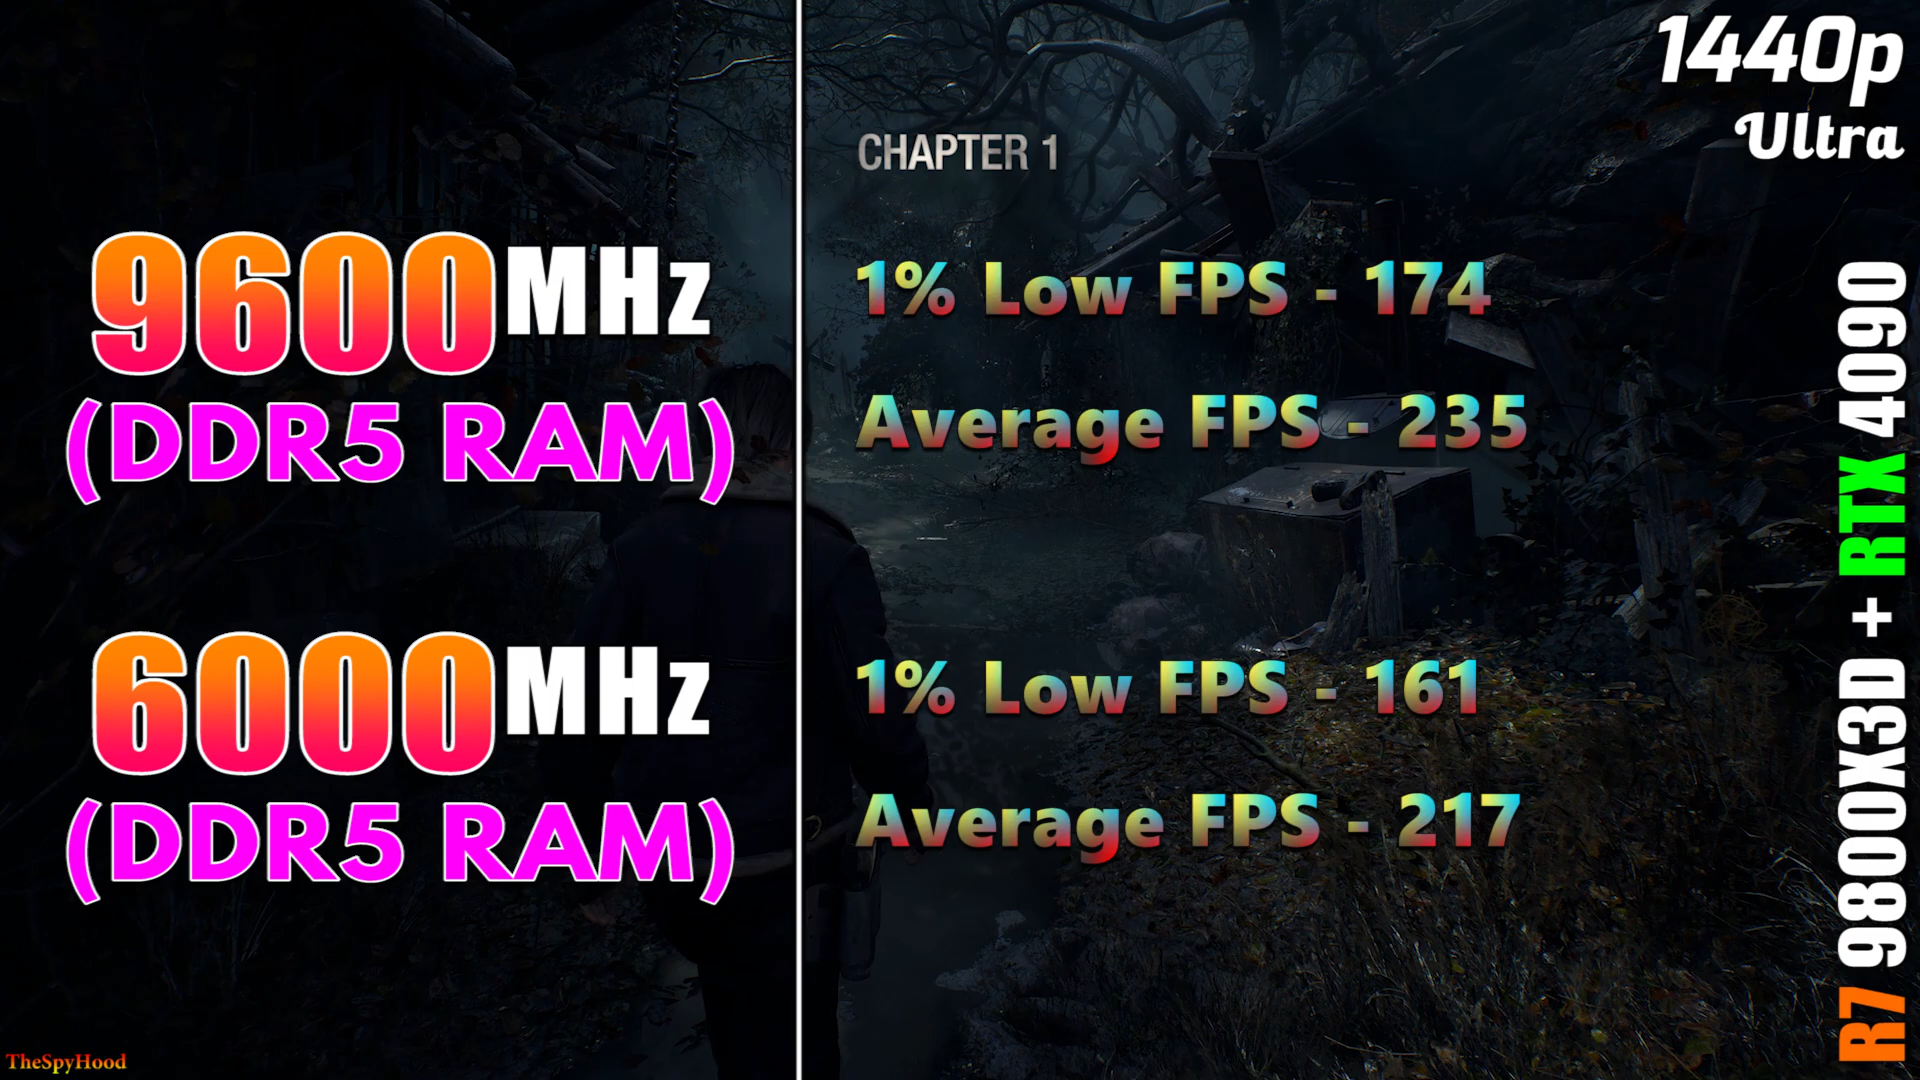 1440p
Ultra
CHAPTER 1
9600MHz
(DDR5 RAM)
1% Low FPS - 174
Average FPS - 235
6000MHz
(DDR5 RAM)
1% Low FPS - 161
Average FPS - 217
R7 9800X3D + RTX 4090
TheSpyHood